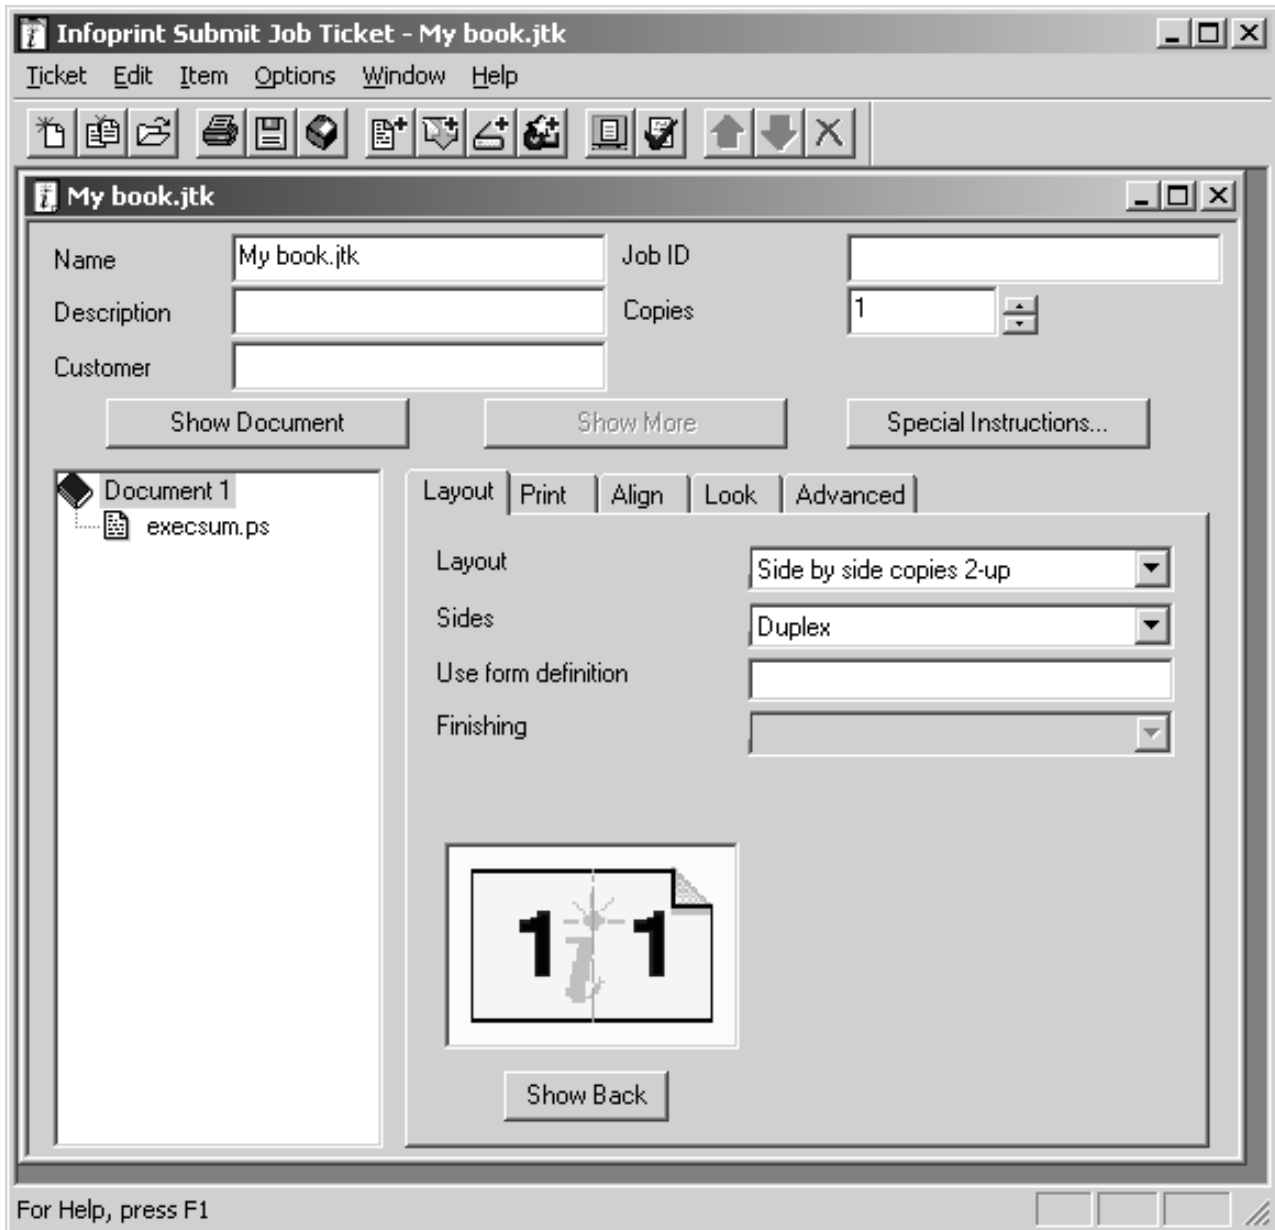 Infoprint Submit Job Ticket - My book.jtk
Ticket Edit Item Options Window Help
My book.jtk
Name My book.jtk Job ID
Description Copies 1
Customer
Show Document Show More Special Instructions...
Document 1
execsum.ps
Layout Print Align Look Advanced
Layout Side by side copies 2-up
Sides Duplex
Use form definition
Finishing
1 i 1
Show Back
For Help, press F1